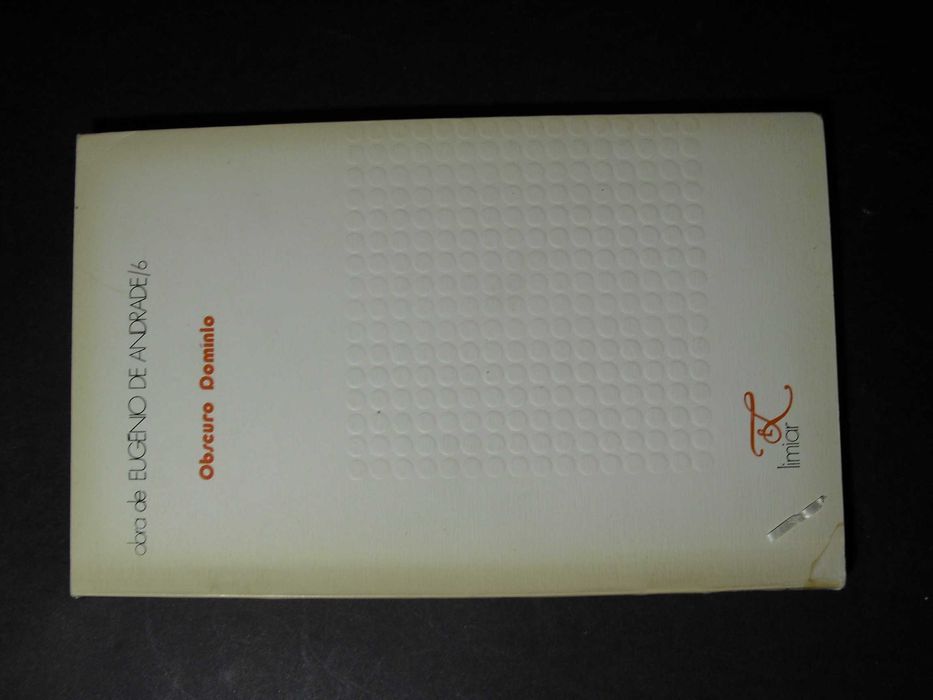 obra de EUGÉNIO DE ANDRADE/6
Obscuro Domínio
limiar